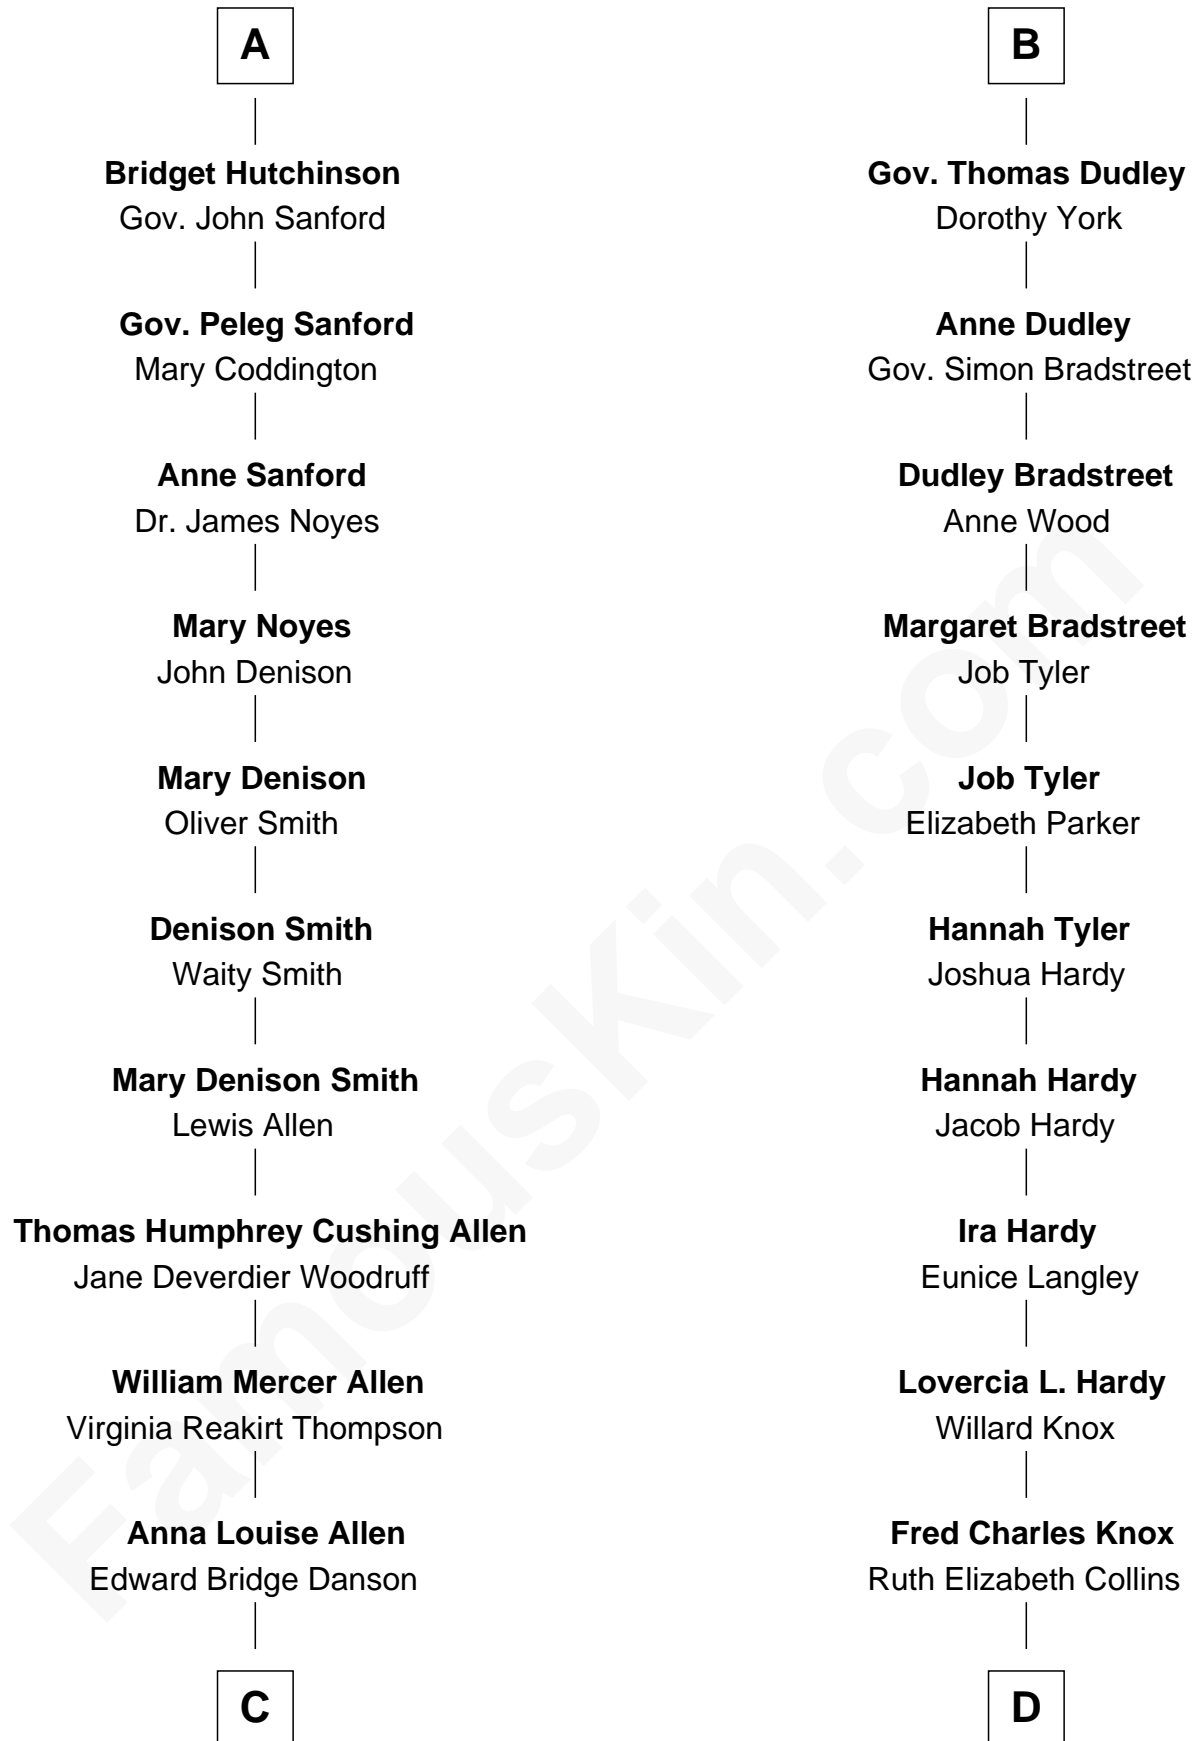 A
Bridget Hutchinson
Gov. John Sanford
Gov. Peleg Sanford
Mary Coddington
Anne Sanford
Dr. James Noyes
Mary Noyes
John Denison
Mary Denison
Oliver Smith
Denison Smith
Waity Smith
Mary Denison Smith
Lewis Allen
Thomas Humphrey Cushing Allen
Jane Deverdier Woodruff
William Mercer Allen
Virginia Reakirt Thompson
Anna Louise Allen
Edward Bridge Danson
C
B
Gov. Thomas Dudley
Dorothy York
Anne Dudley
Gov. Simon Bradstreet
Dudley Bradstreet
Anne Wood
Margaret Bradstreet
Job Tyler
Job Tyler
Elizabeth Parker
Hannah Tyler
Joshua Hardy
Hannah Hardy
Jacob Hardy
Ira Hardy
Eunice Langley
Lovercia L. Hardy
Willard Knox
Fred Charles Knox
Ruth Elizabeth Collins
D
FamousKin.com